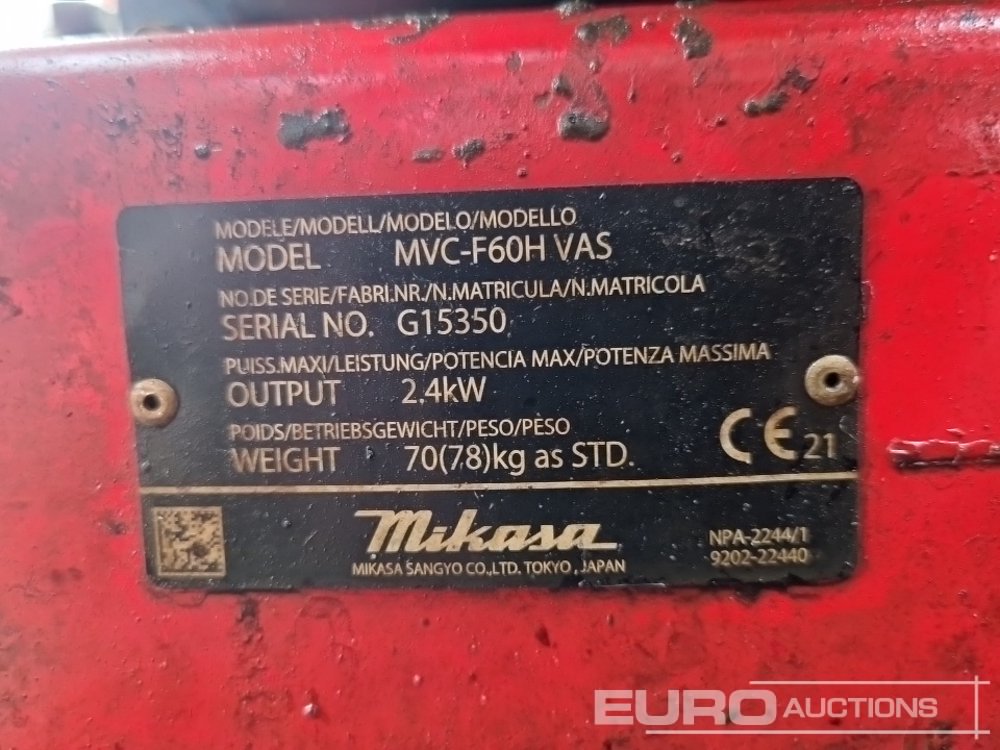 MODELE/MODELL/MODELO/MODELLO
MODEL MVC-F60H VAS
NO.DE SERIE/FABRI.NR./N.MATRICULA/N.MATRICOLA
SERIAL NO. G15350
PUISS.MAXI/LEISTUNG/POTENCIA MAX/POTENZA MASSIMA
OUTPUT 2.4kW
POIDS/BETRIEBSGEWICHT/PESO/PÈSO
WEIGHT 70(78)kg as STD.
CE 21
Mikasa
MIKASA SANGYO CO.,LTD. TOKYO, JAPAN
NPA-2244/1
9202-22440
EURO AUCTIONS